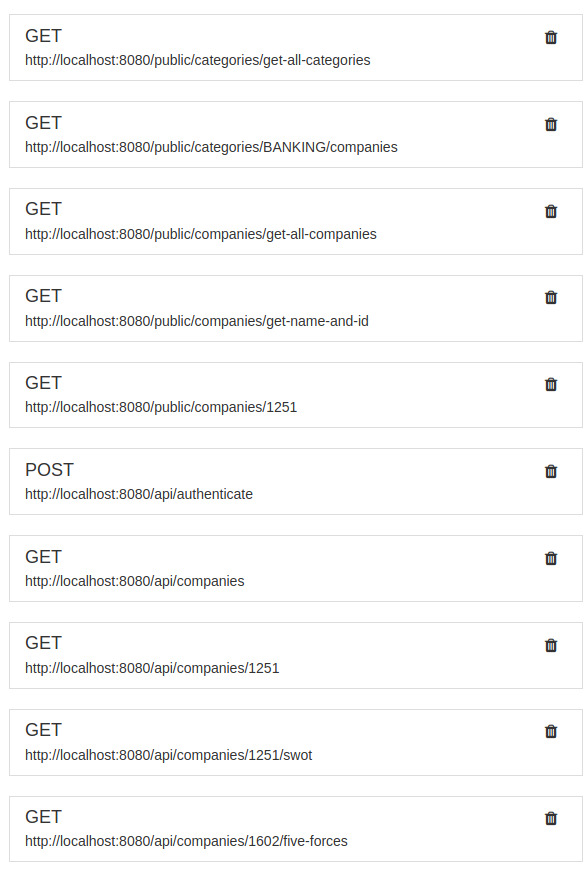 GET
http://localhost:8080/public/categories/get-all-categories
GET
http://localhost:8080/public/categories/BANKING/companies
GET
http://localhost:8080/public/companies/get-all-companies
GET
http://localhost:8080/public/companies/get-name-and-id
GET
http://localhost:8080/public/companies/1251
POST
http://localhost:8080/api/authenticate
GET
http://localhost:8080/api/companies
GET
http://localhost:8080/api/companies/1251
GET
http://localhost:8080/api/companies/1251/swot
GET
http://localhost:8080/api/companies/1602/five-forces